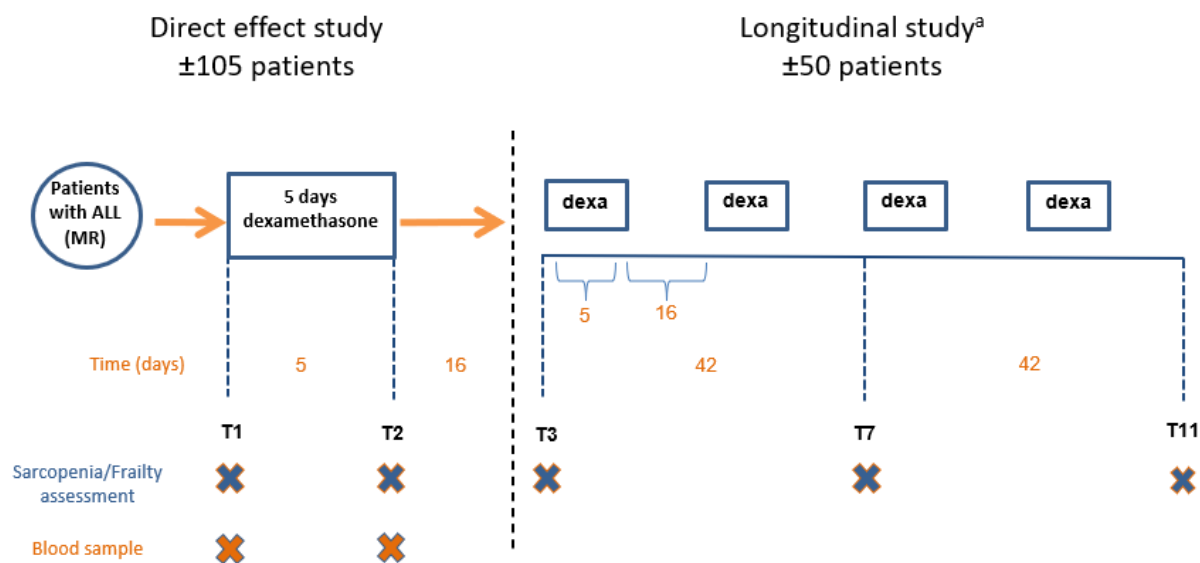 Direct effect study
±105 patients
Longitudinal studyᵃ
±50 patients
Patients
with ALL
(MR)
5 days
dexamethasone
dexa
dexa
dexa
dexa
5
16
Time (days)
5
16
42
42
T1
T2
T3
T7
T11
Sarcopenia/Frailty
assessment
Blood sample